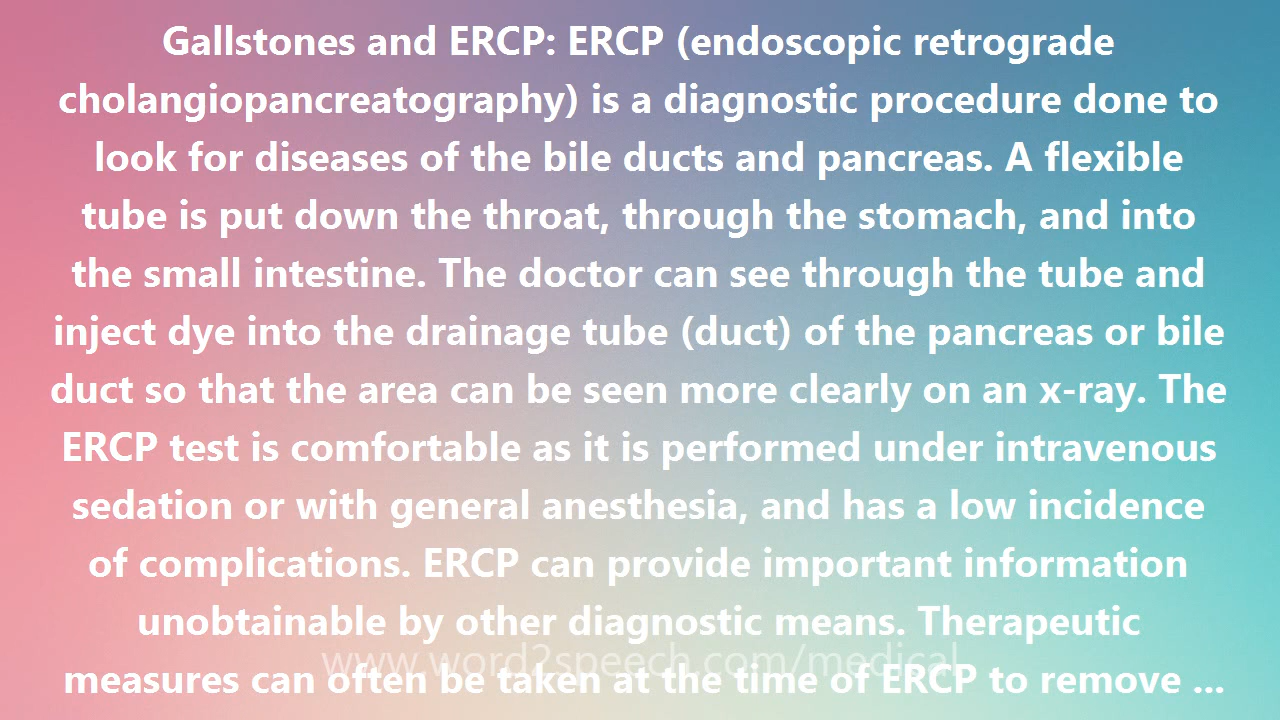 Gallstones and ERCP: ERCP (endoscopic retrograde
cholangiopancreatography) is a diagnostic procedure done to
look for diseases of the bile ducts and pancreas. A flexible
tube is put down the throat, through the stomach, and into
the small intestine. The doctor can see through the tube and
inject dye into the drainage tube (duct) of the pancreas or bile
duct so that the area can be seen more clearly on an x-ray. The
ERCP test is comfortable as it is performed under intravenous
sedation or with general anesthesia, and has a low incidence
of complications. ERCP can provide important information
unobtainable by other diagnostic means. Therapeutic
www.word2speech.com/medical
measures can often be taken at the time of ERCP to remove ...